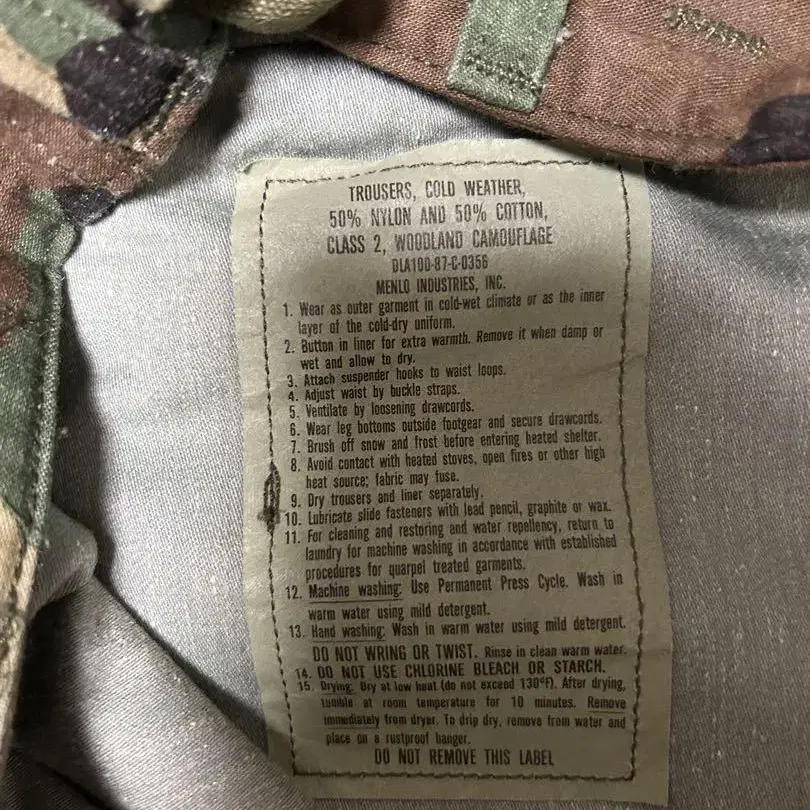 TROUSERS, COLD WEATHER,
50% NYLON AND 50% COTTON,
CLASS 2, WOODLAND CAMOUFLAGE
DLA100-87-C-0356
MENLO INDUSTRIES, INC.
1. Wear as outer garment in cold-wet climate or as the inner
layer of the cold-dry uniform.
2. Button in liner for extra warmth. Remove it when damp or
wet and allow to dry.
3. Attach suspender hooks to waist loops.
4. Adjust waist by buckle straps.
5. Ventilate by loosening drawcords.
6. Wear leg bottoms outside footgear and secure drawcords.
7. Brush off snow and frost before entering heated shelter.
8. Avoid contact with heated stoves, open fires or other high
heat source; fabric may fuse.
9. Dry trousers and liner separately.
10. Lubricate slide fasteners with lead pencil, graphite or wax.
11. For cleaning and restoring and water repellency, return to
laundry for machine washing in accordance with established
procedures for quarpel treated garments.
12. Machine washing: Use Permanent Press Cycle. Wash in
warm water using mild detergent.
13. Hand washing: Wash in warm water using mild detergent.
DO NOT WRING OR TWIST. Rinse in clean warm water.
14. DO NOT USE CHLORINE BLEACH OR STARCH.
15. Drying: Dry at low heat (do not exceed 130°F). After drying,
tumble at room temperature for 10 minutes. Remove
immediately from dryer. To drip dry, remove from water and
place on a rustproof hanger.
DO NOT REMOVE THIS LABEL